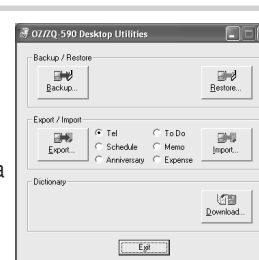 OZ/ZQ-590 Desktop Utilities
Backup / Restore
Backup... Restore...
Export / Import
Tel To Do
Export... Schedule Memo Import...
Anniversary Expense
a
Dictionary
Download...
Exit